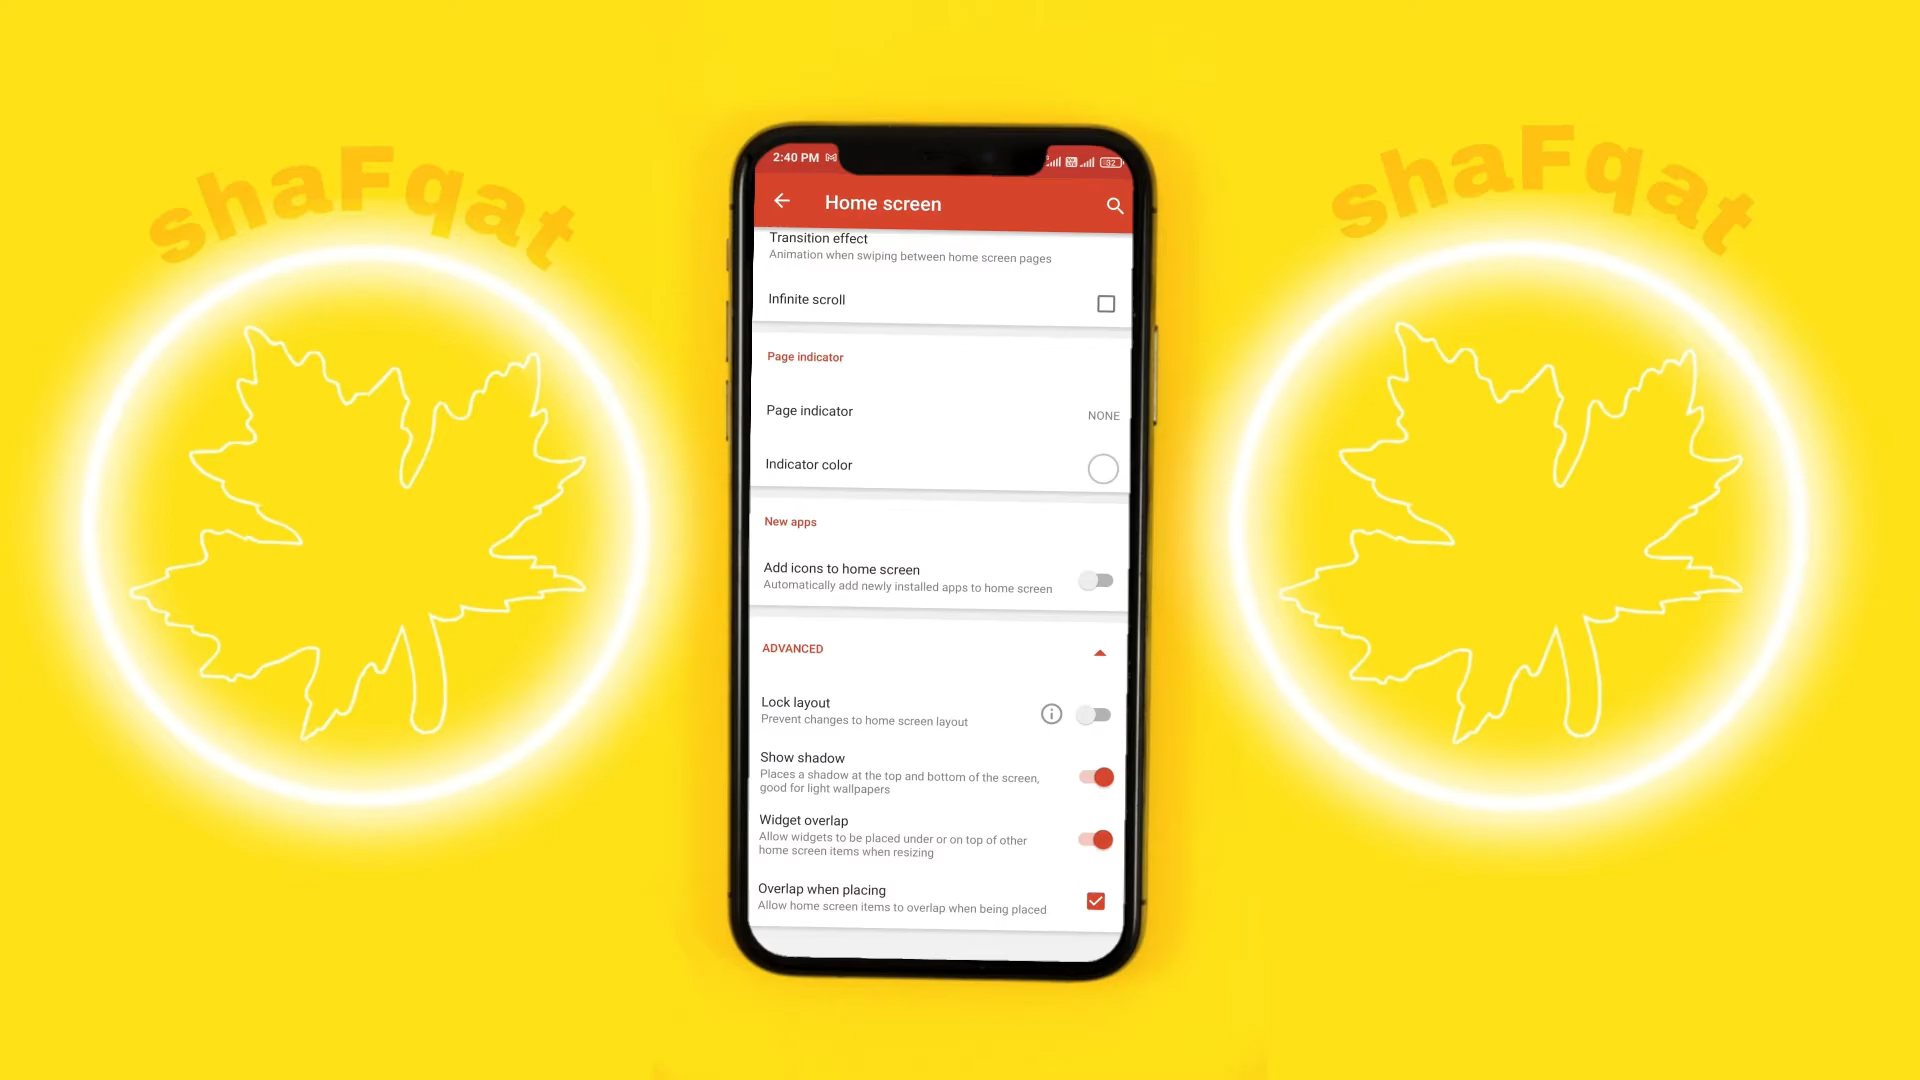 shaFqat
shaFqat
2:40 PM
32
Home screen
Transition effect
Animation when swiping between home screen pages
Infinite scroll
Page indicator
Page indicator
NONE
Indicator color
New apps
Add icons to home screen
Automatically add newly installed apps to home screen
ADVANCED
Lock layout
Prevent changes to home screen layout
Show shadow
Places a shadow at the top and bottom of the screen,
good for light wallpapers
Widget overlap
Allow widgets to be placed under or on top of other
home screen items when resizing
Overlap when placing
Allow home screen items to overlap when being placed